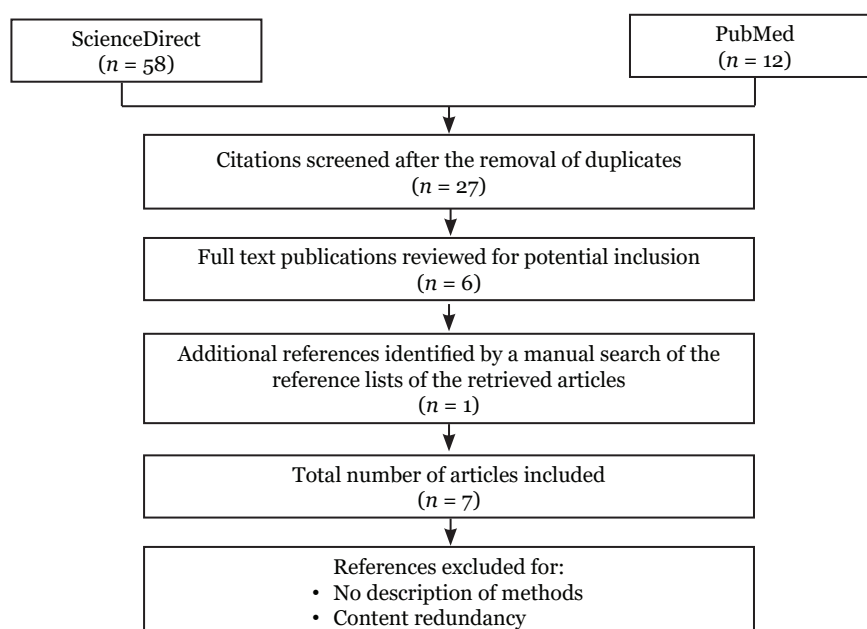 ScienceDirect
(n = 58)
PubMed
(n = 12)
Citations screened after the removal of duplicates
(n = 27)
Full text publications reviewed for potential inclusion
(n = 6)
Additional references identified by a manual search of the
reference lists of the retrieved articles
(n = 1)
Total number of articles included
(n = 7)
References excluded for:
• No description of methods
• Content redundancy